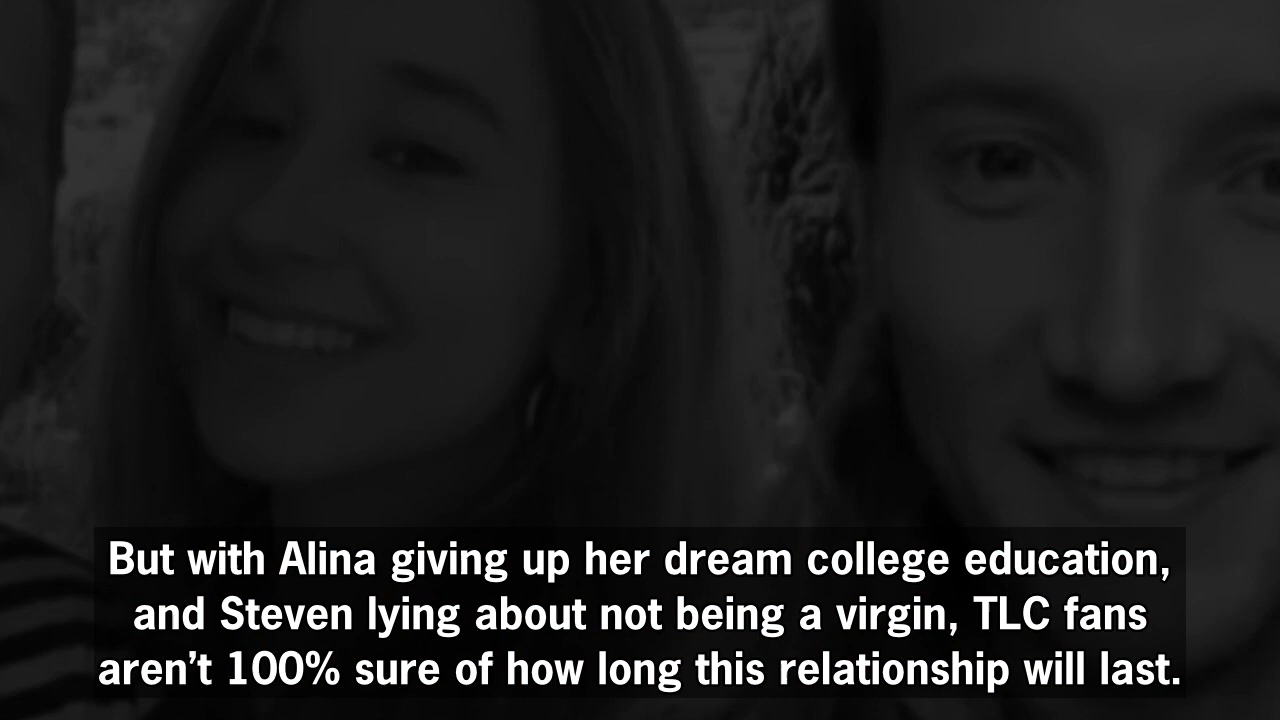 But with Alina giving up her dream college education,
and Steven lying about not being a virgin, TLC fans
aren’t 100% sure of how long this relationship will last.